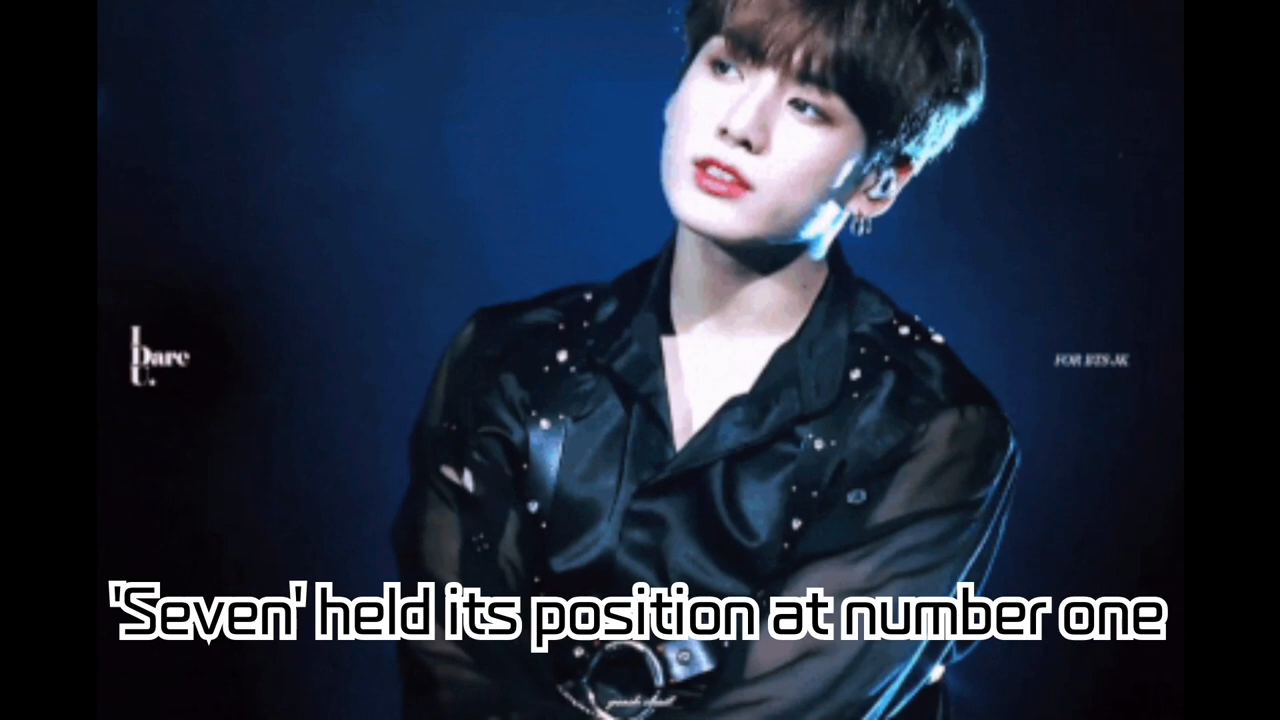 I
Dare
U.
FOR BTS JK
'Seven' held its position at number one